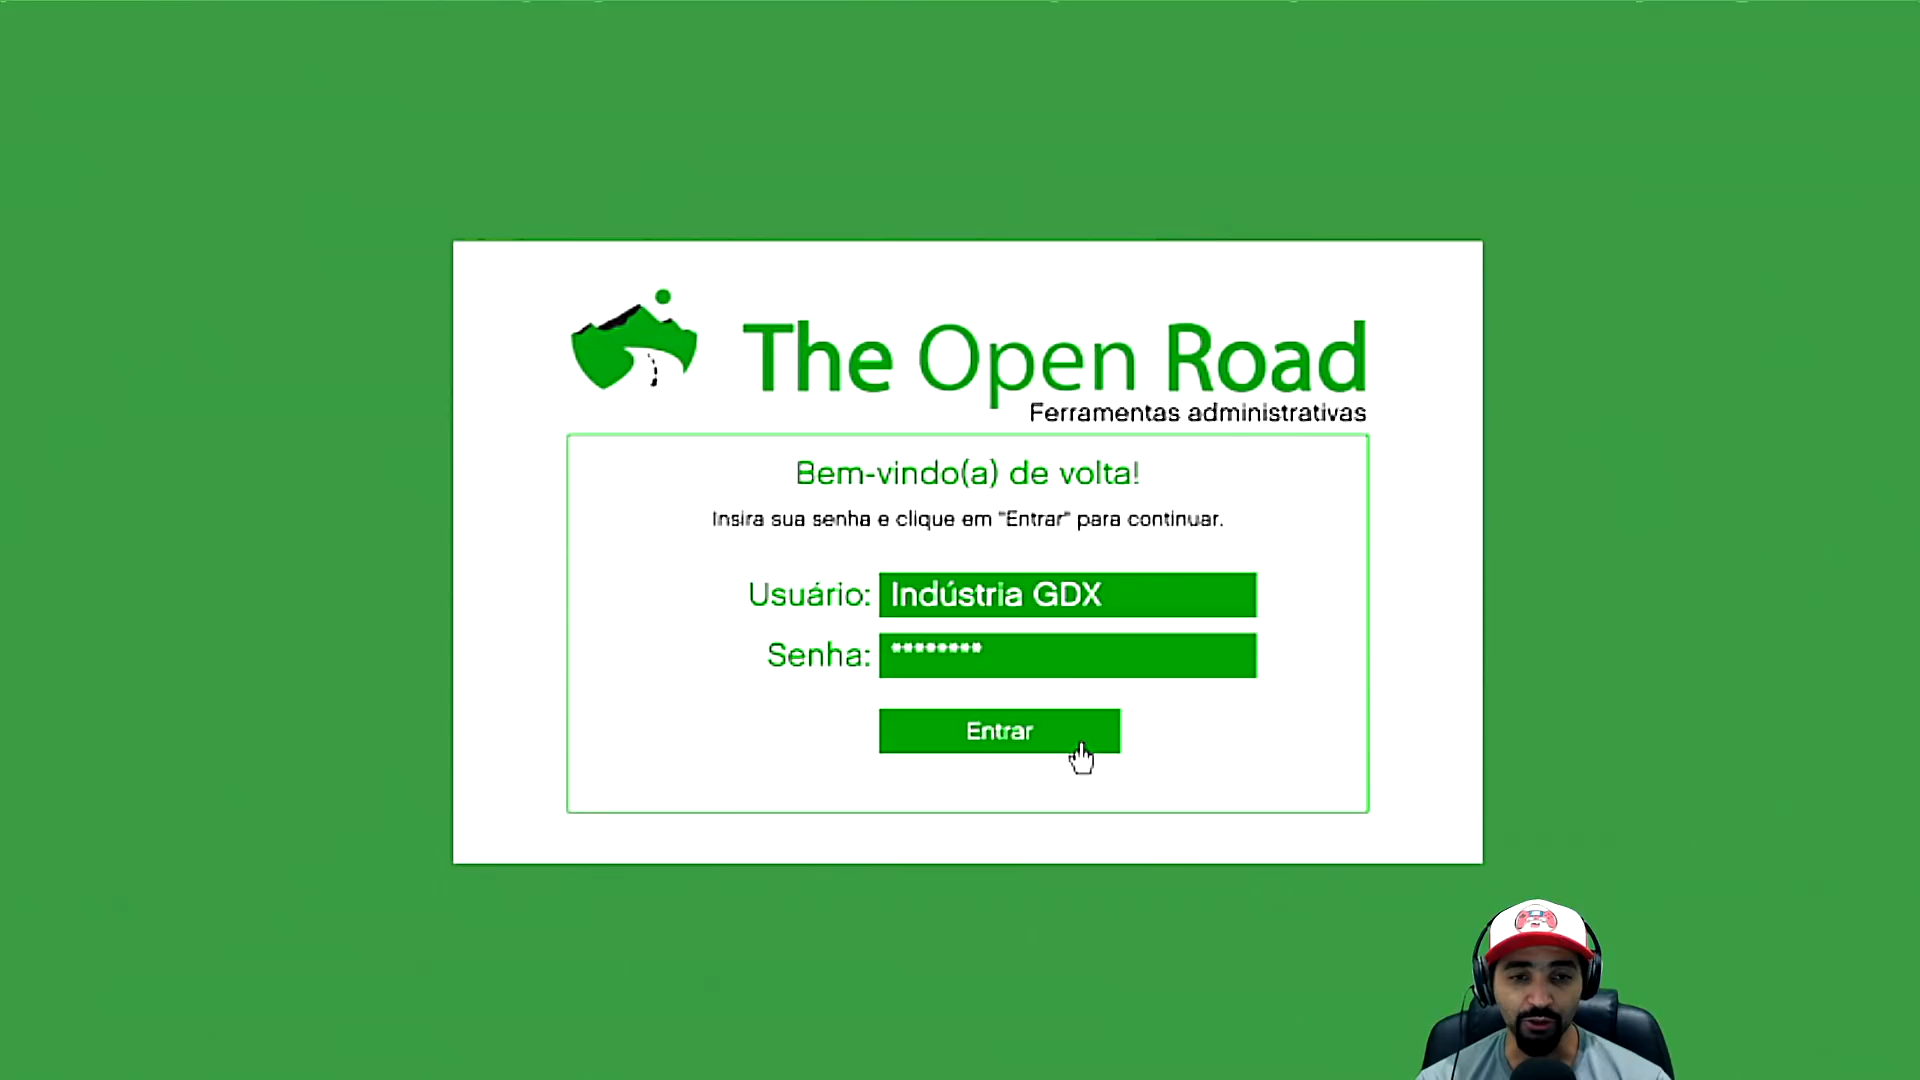 The Open Road
Ferramentas administrativas
Bem-vindo(a) de volta!
Insira sua senha e clique em "Entrar" para continuar.
Usuário: Indústria GDX
Senha: ********
Entrar